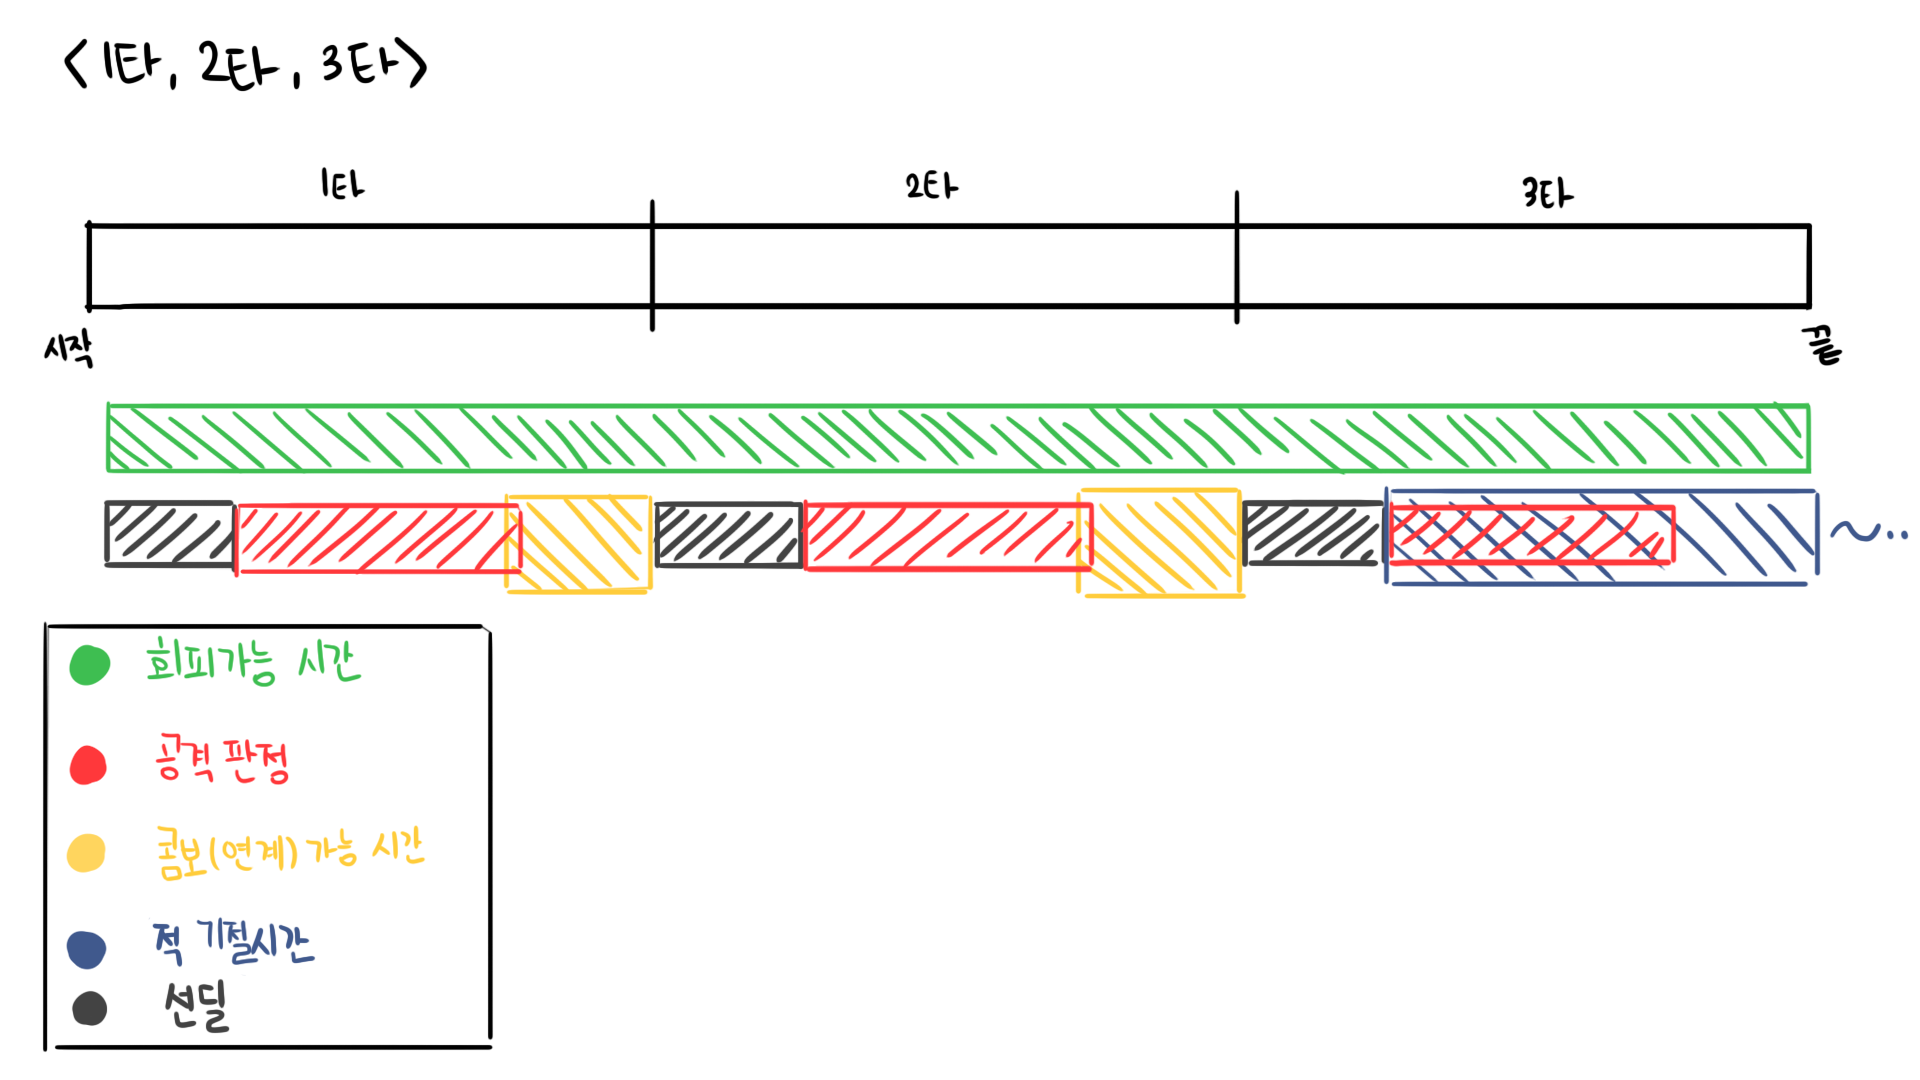 <1타, 2타, 3타>
1타 2타 3타
시작 끝
~..
회피가능 시간
공격 판정
콤보(연계) 가능 시간
적 기절시간
선딜